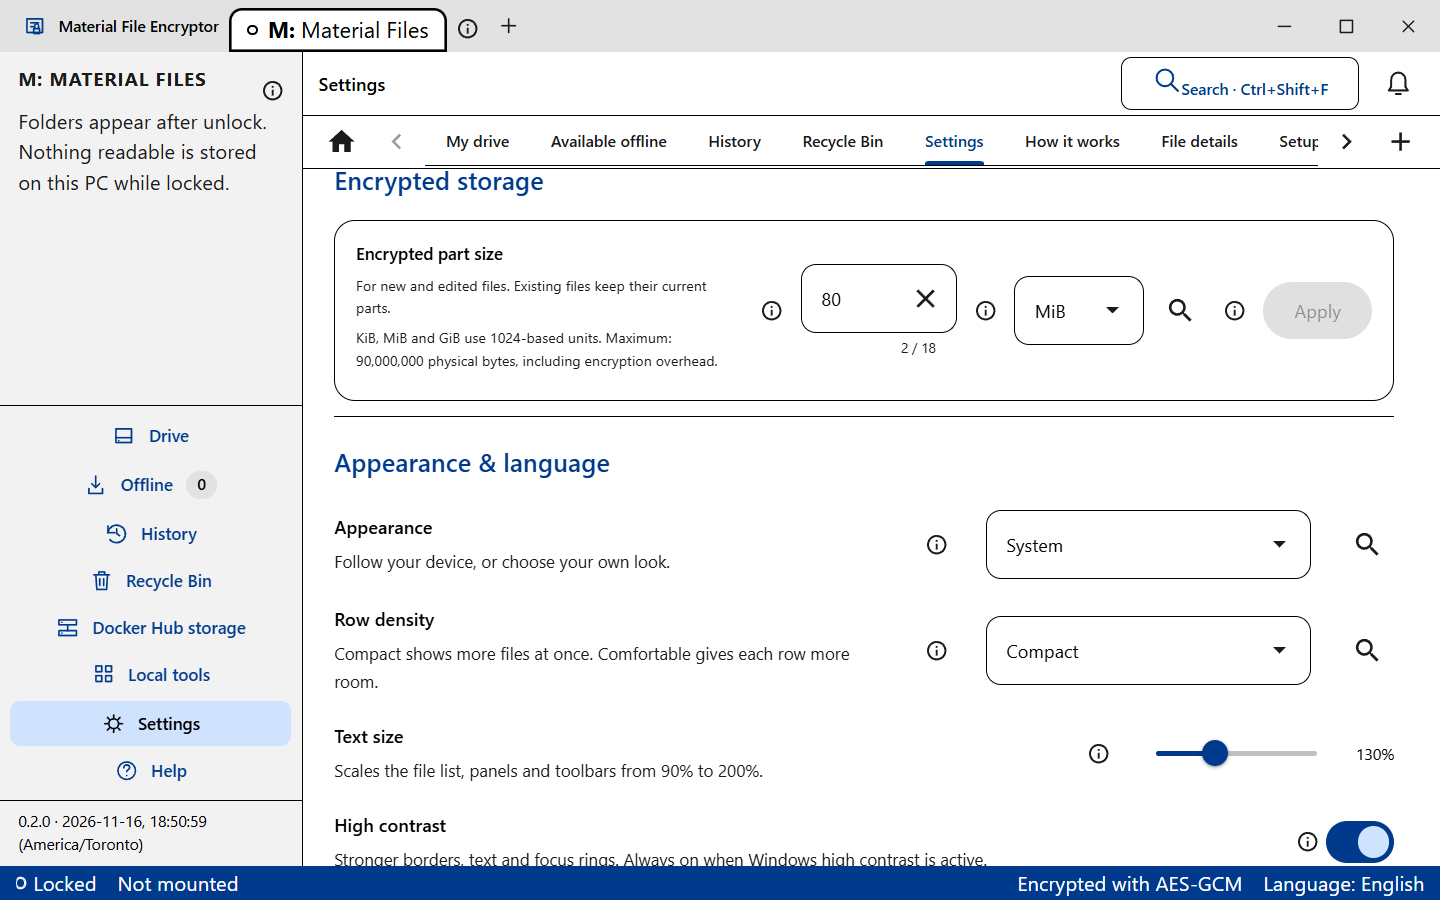 Material File Encryptor
M: Material Files
M: MATERIAL FILES
Folders appear after unlock.
Nothing readable is stored
on this PC while locked.
Drive
Offline 0
History
Recycle Bin
Docker Hub storage
Local tools
Settings
Help
0.2.0 · 2026-11-16, 18:50:59
(America/Toronto)
Settings
Search · Ctrl+Shift+F
My drive Available offline History Recycle Bin Settings How it works File details Setup
Encrypted storage
Encrypted part size
For new and edited files. Existing files keep their current
parts.
KiB, MiB and GiB use 1024-based units. Maximum:
90,000,000 physical bytes, including encryption overhead.
80
2 / 18
MiB
Apply
Appearance & language
Appearance
Follow your device, or choose your own look.
System
Row density
Compact shows more files at once. Comfortable gives each row more
room.
Compact
Text size
Scales the file list, panels and toolbars from 90% to 200%.
130%
High contrast
Stronger borders, text and focus rings. Always on when Windows high contrast is active.
Locked Not mounted
Encrypted with AES-GCM Language: English